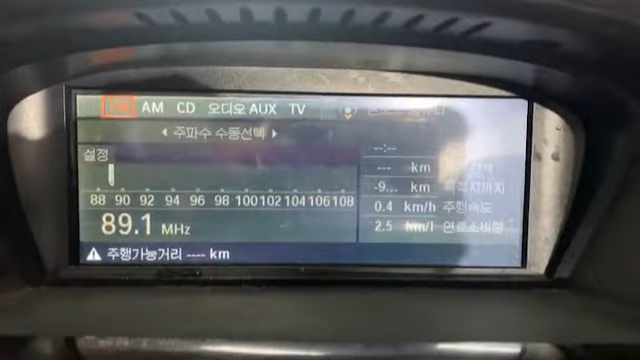 FM AM CD 오디오 AUX TV
주파수 수동선택
설정
88 90 92 94 96 98 100 102 104 106 108
89.1 MHz
--:--
--- km
-9... km 목적지까지
0.4 km/h 주행속도
2.5 km/l 연료소비량
주행가능거리 ---- km